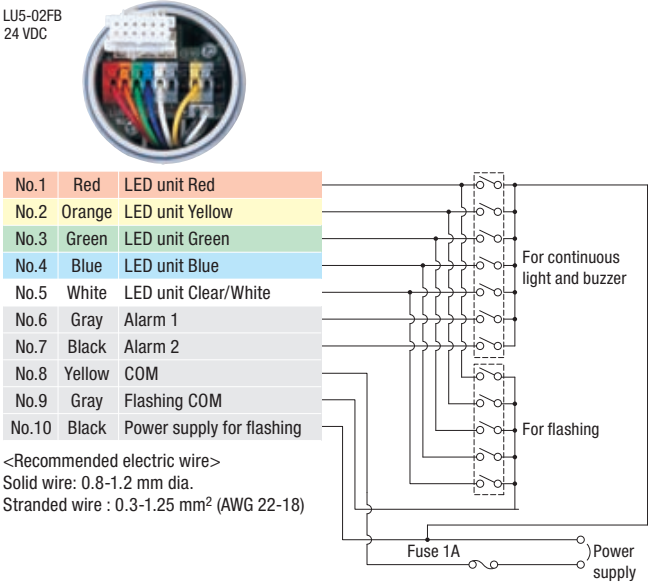 LU5-02FB
24 VDC
No.1 Red LED unit Red
No.2 Orange LED unit Yellow
No.3 Green LED unit Green
No.4 Blue LED unit Blue
No.5 White LED unit Clear/White
No.6 Gray Alarm 1
No.7 Black Alarm 2
No.8 Yellow COM
No.9 Gray Flashing COM
No.10 Black Power supply for flashing
For continuous
light and buzzer
For flashing
<Recommended electric wire>
Solid wire: 0.8-1.2 mm dia.
Stranded wire : 0.3-1.25 mm² (AWG 22-18)
Fuse 1A
Power
supply